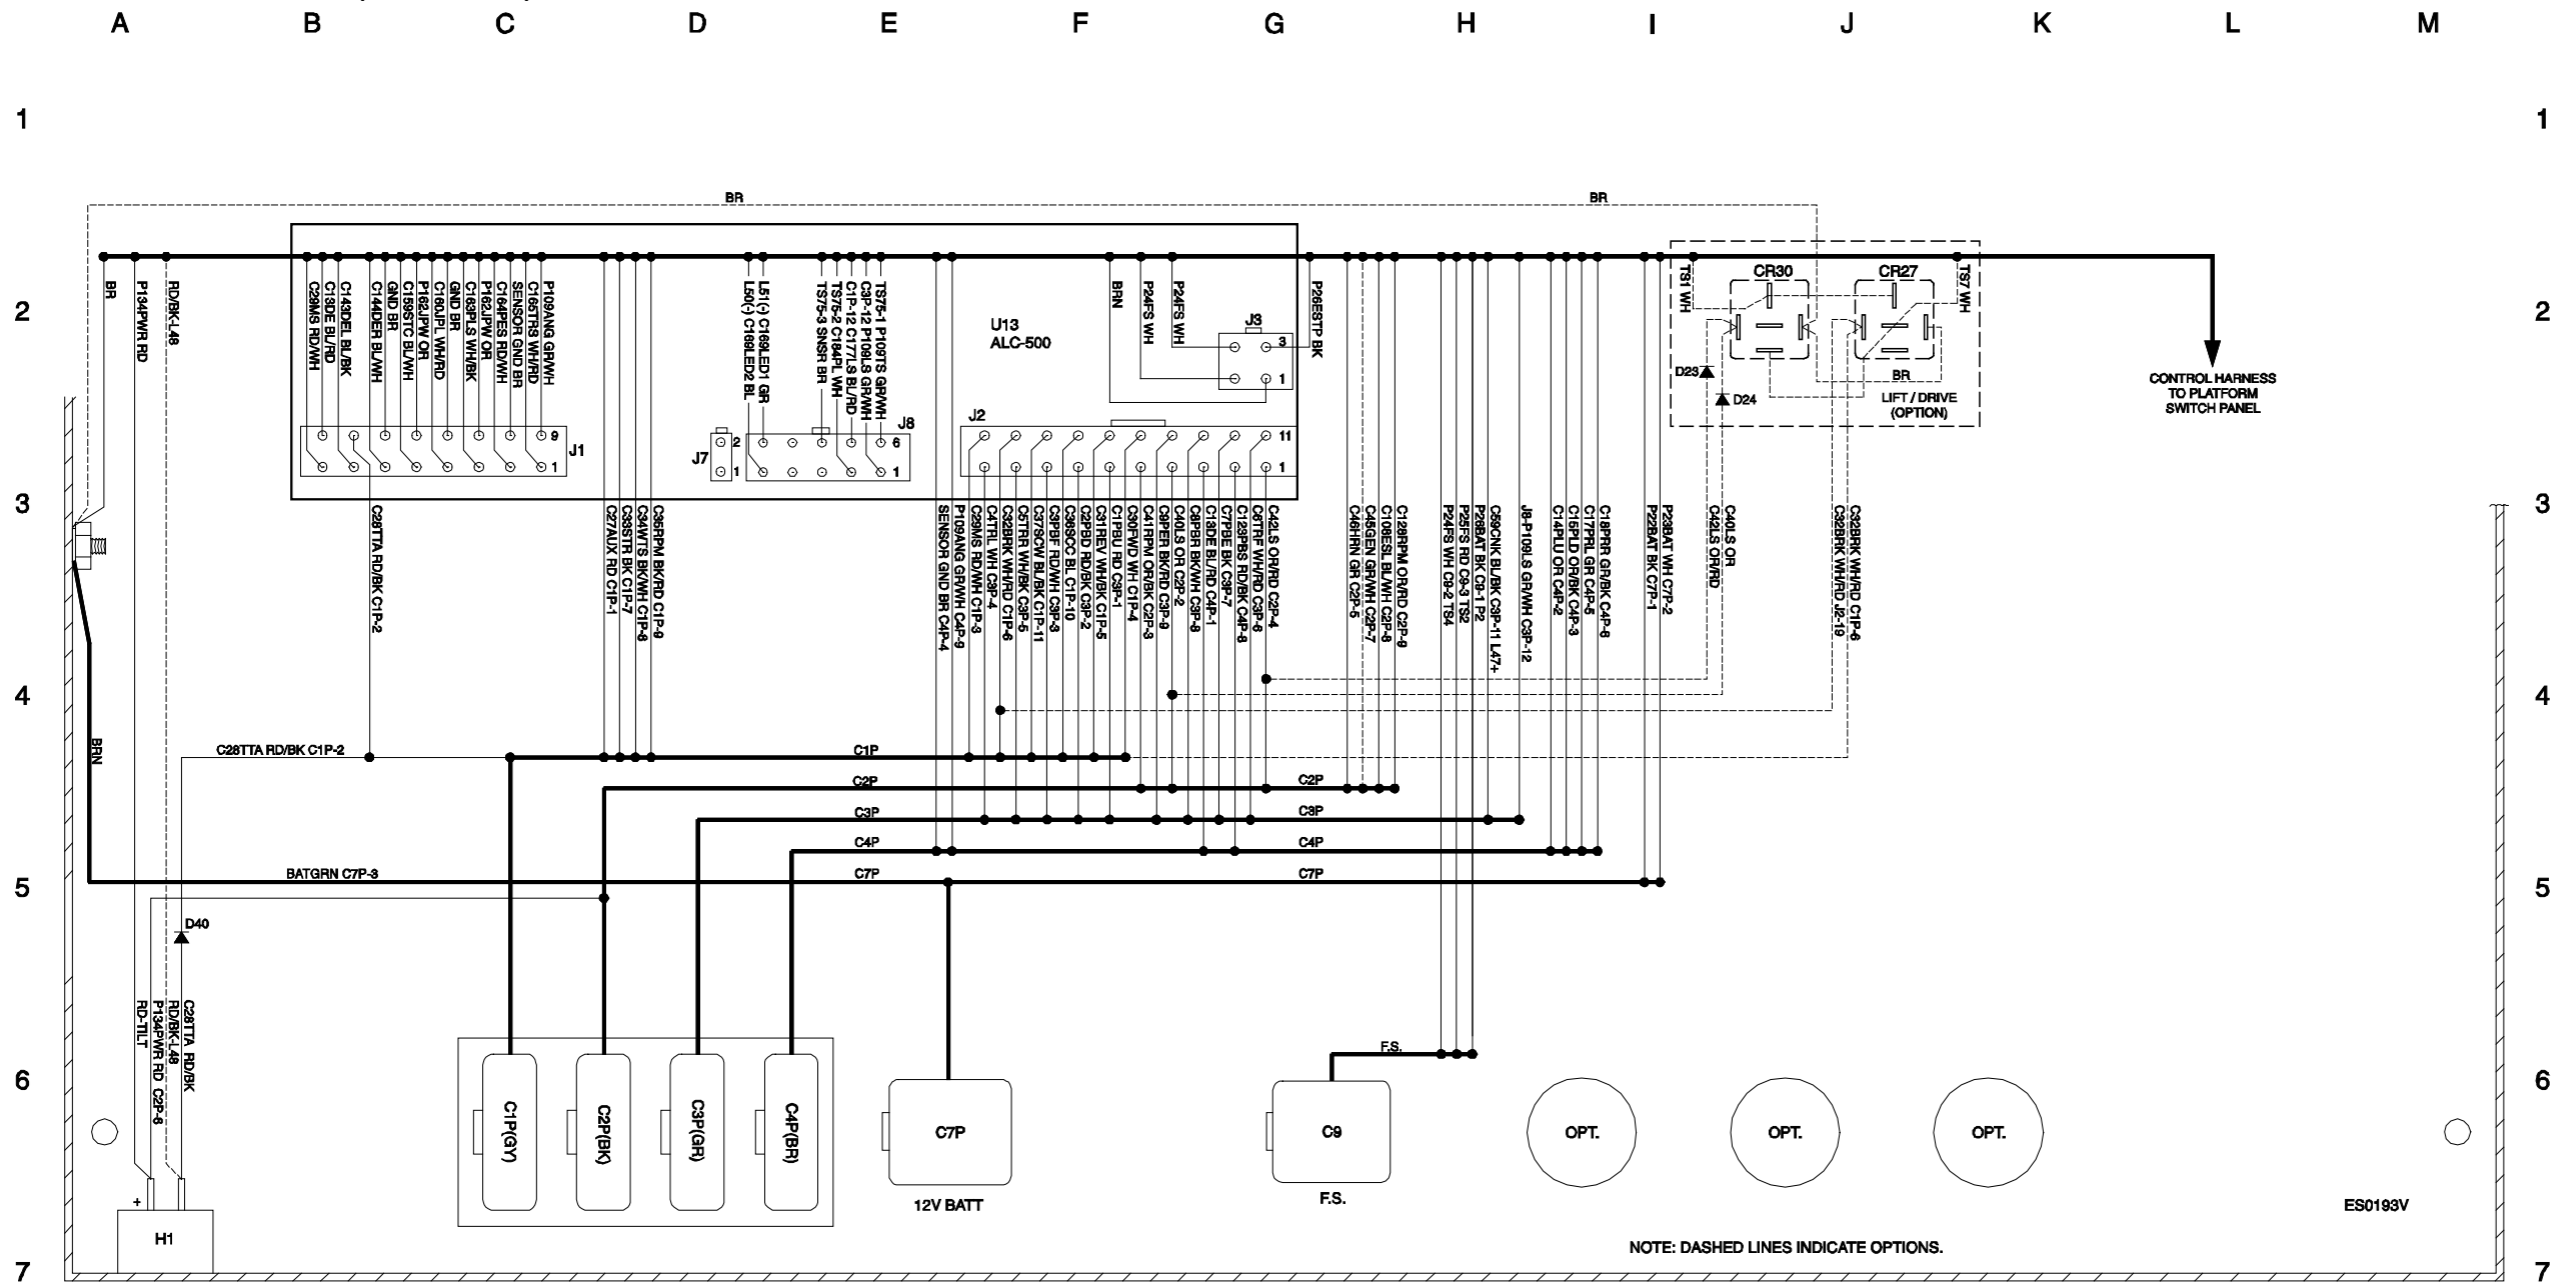 A B C D E F G H I J K L M
1 1
BR BR
2 2
BR
P134PWR RD
RD/BK-L48
C29MS RD/WH
C13DE BL/RD
C143DEL BL/BK
C144DER BL/WH
GND BR
C159STC BL/WH
P162JPW OR
C160JPL WH/RD
GND BR
C163PLS WH/BK
P162JPW OR
C164PES RD/WH
SENSOR GND BR
C165TRS WH/RD
P109ANG GR/WH
L50(-) C169LED2 BL
L51(-) C169LED1 GR
TS75-3 SNSR BR
TS75-2 C184PL WH
C1P-12 C177LS BL/RD
C3P-12 P109LS GR/WH
TS75-1 P109TS GR/WH
U13
ALC-500
BRN
P24FS WH
P24FS WH
J3
3
1
P26ESTP BK
TS1 WH
CR30
CR27
TS7 WH
D23
D24
BR
LIFT / DRIVE
(OPTION)
CONTROL HARNESS
TO PLATFORM
SWITCH PANEL
9
1
J1
J7
2
1
J8
6
1
J2
11
1
3 3
C28TTA RD/BK C1P-2
C27AUX RD C1P-1
C33STR BK C1P-7
C34WTS BK/WH C1P-8
C35RPM BK/RD C1P-9
SENSOR GND BR C4P-4
P109ANG GR/WH C4P-9
C29MS RD/WH C1P-3
C4TRL WH C3P-4
C32BRK WH/RD C1P-6
C5TRR WH/BK C3P-5
C37SCW BL/BK C1P-11
C3PBF RD/WH C3P-3
C36SCC BL C1P-10
C2PBD RD/BK C3P-2
C31REV WH/BK C1P-5
C1PBU RD C3P-1
C30FWD WH C1P-4
C41RPM OR/BK C2P-3
C9PER BK/RD C3P-9
C40LS OR C2P-2
C8PBR BK/WH C3P-8
C13DE BL/RD C4P-1
C7PBE BK C3P-7
C123PBS RD/BK C4P-8
C6TRF WH/RD C3P-6
C42LS OR/RD C2P-4
C46HRN GR C2P-5
C45GEN GR/WH C2P-7
C108ESL BL/WH C2P-8
C128RPM OR/RD C2P-9
P24FS WH C9-2 TS4
P25FS RD C9-3 TS2
P26BAT BK C9-1 P2
C59CNK BL/BK C3P-11 L47+
J8-P109LS GR/WH C3P-12
C14PLU OR C4P-2
C15PLD OR/BK C4P-3
C17PRL GR C4P-5
C18PRR GR/BK C4P-6
P22BAT BK C7P-1
P23BAT WH C7P-2
C42LS OR/RD
C40LS OR
C32BRK WH/RD J2-19
C32BRK WH/RD C1P-6
4 4
BRN
C28TTA RD/BK C1P-2
C1P
C2P C2P
C3P C3P
C4P C4P
5 5
BATGRN C7P-3
C7P C7P
D40
RD-TILT
P134PWR RD C2P-6
RD/BK-L48
C28TTA RD/BK
F.S.
6 6
C1P(GY)
C2P(BK)
C3P(GR)
C4P(BR)
C7P
12V BATT
C9
F.S.
OPT.
OPT.
OPT.
+
H1
ES0193V
NOTE: DASHED LINES INDICATE OPTIONS.
7 7